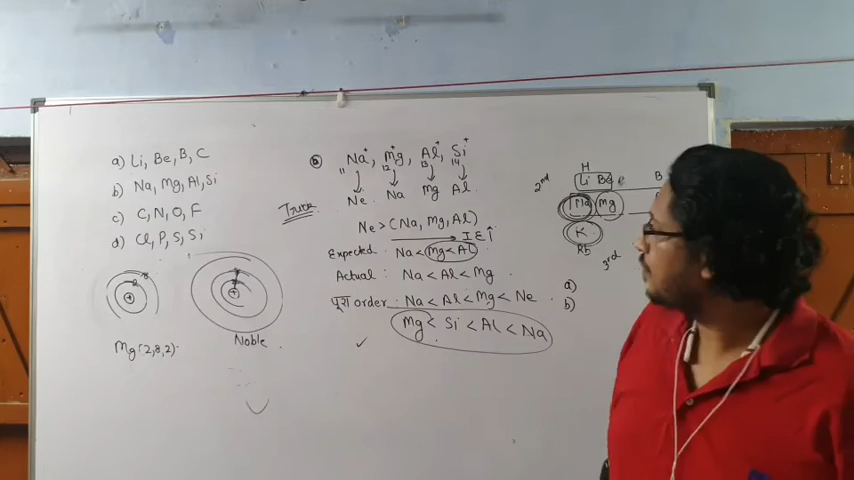 a) Li, Be, B, C
b) Na, Mg, Al, Si
c) C, N, O, F
d) Cl, P, S, Si
2 8
Mg(2,8,2)
Noble
Na⁺, Mg⁺, Al⁺, Si⁺
11 12 13 14
Ne Na Mg Al
Trick
Ne > (Na, Mg, Al)
I E ↑
Expected Na < Mg < Al
Actual : Na < Al < Mg
पूरा order Na < Al < Mg < Ne
Mg < Si < Al < Na
✓
H
2nd Li Be B
Na Mg
K
Rb
3rd
a)
b)